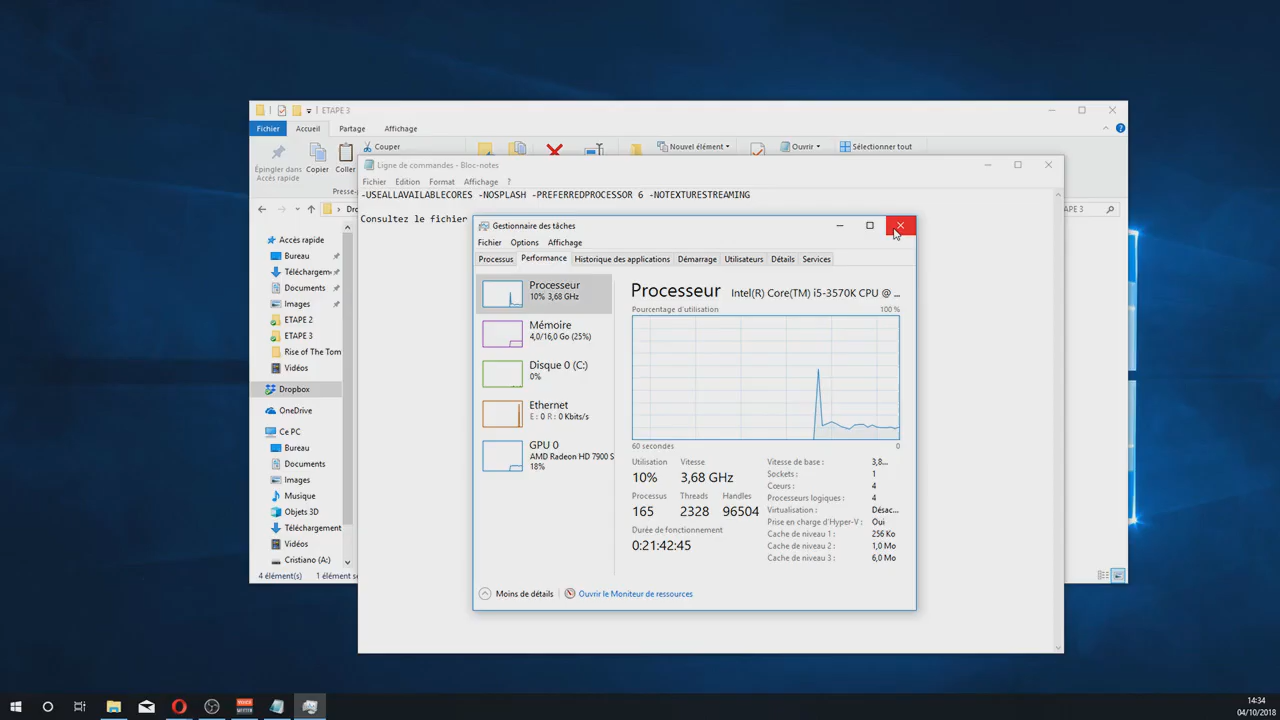 ETAPE 3
Fichier Accueil Partage Affichage
Épingler dans Accès rapide
Copier
Coller
Couper
Presse-
Nouvel élément
Ouvrir
Sélectionner tout
Dro
APE 3
Accès rapide
Bureau
Téléchargem
Documents
Images
ETAPE 2
ETAPE 3
Rise of The Tom
Vidéos
Dropbox
OneDrive
Ce PC
Bureau
Documents
Images
Musique
Objets 3D
Téléchargement
Vidéos
Cristiano (A:)
4 élément(s) 1 élément s
Ligne de commandes - Bloc-notes
Fichier Edition Format Affichage ?
-USEALLAVAILABLECORES -NOSPLASH -PREFERREDPROCESSOR 6 -NOTEXTURESTREAMING
Consultez le fichier
Gestionnaire des tâches
Fichier Options Affichage
Processus Performance Historique des applications Démarrage Utilisateurs Détails Services
Processeur
10% 3,68 GHz
Mémoire
4,0/16,0 Go (25%)
Disque 0 (C:)
0%
Ethernet
E : 0 R : 0 Kbits/s
GPU 0
AMD Radeon HD 7900 S
18%
Processeur Intel(R) Core(TM) i5-3570K CPU @ ...
Pourcentage d'utilisation 100 %
60 secondes 0
Utilisation Vitesse
10% 3,68 GHz
Processus Threads Handles
165 2328 96504
Durée de fonctionnement
0:21:42:45
Vitesse de base : 3,8...
Sockets : 1
Cœurs : 4
Processeurs logiques : 4
Virtualisation : Désac...
Prise en charge d'Hyper-V : Oui
Cache de niveau 1 : 256 Ko
Cache de niveau 2 : 1,0 Mo
Cache de niveau 3 : 6,0 Mo
Moins de détails Ouvrir le Moniteur de ressources
VOICE
MEETER
14:34
04/10/2018